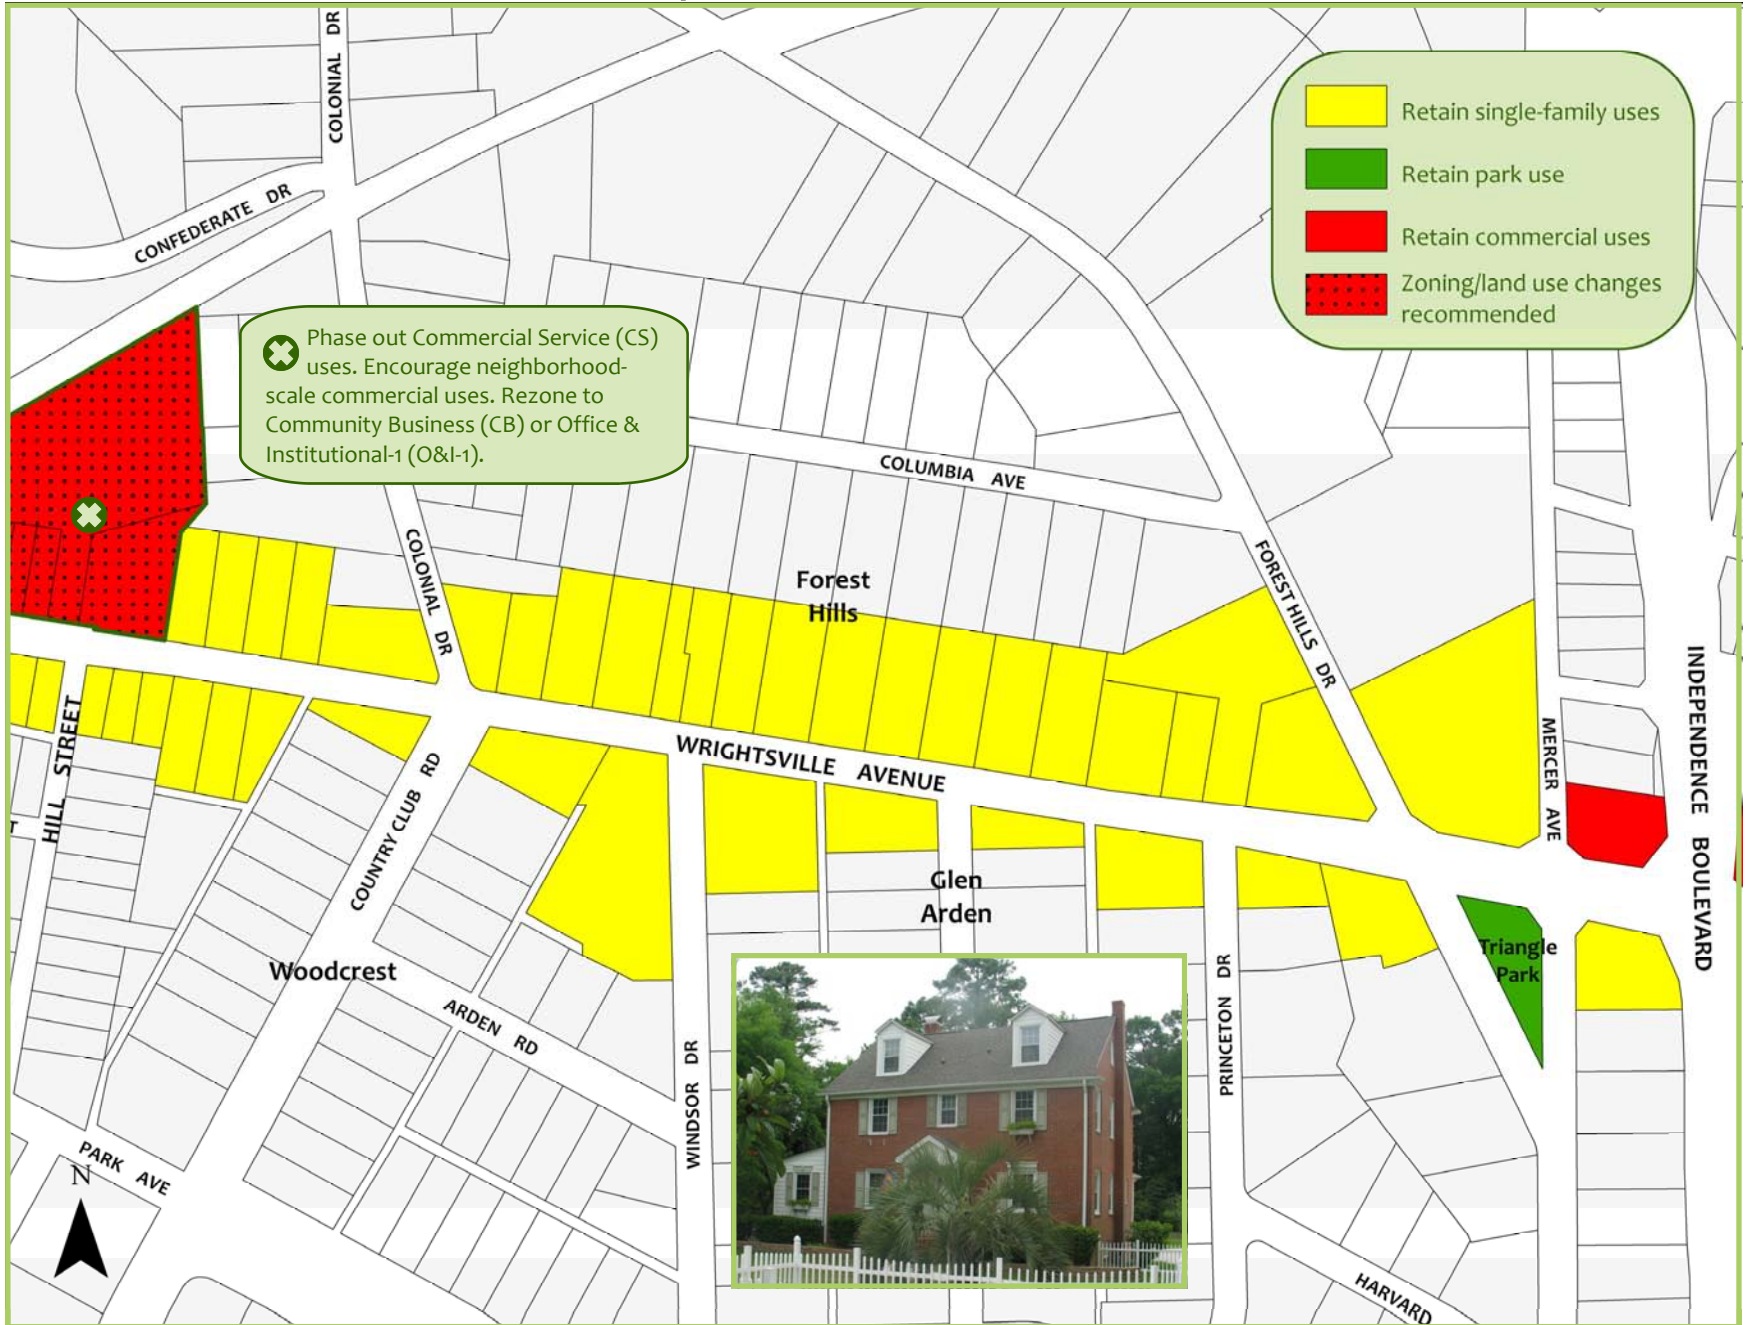 COLONIAL DR
CONFEDERATE DR
Retain single-family uses
Retain park use
Retain commercial uses
Zoning/land use changes
recommended
Phase out Commercial Service (CS)
uses. Encourage neighborhood-
scale commercial uses. Rezone to
Community Business (CB) or Office &
Institutional-1 (O&I-1).
COLUMBIA AVE
COLONIAL DR
Forest
Hills
FOREST HILLS DR
MERCER AVE
INDEPENDENCE BOULEVARD
HILL STREET
T
WRIGHTSVILLE AVENUE
COUNTRY CLUB RD
Glen
Arden
Triangle
Park
Woodcrest
ARDEN RD
WINDSOR DR
PRINCETON DR
PARK AVE
N
HARVARD